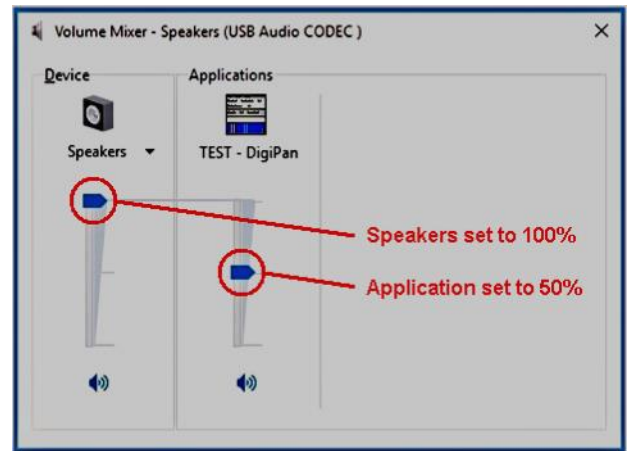 Volume Mixer - Speakers (USB Audio CODEC )
Device
Applications
Speakers
TEST - DigiPan
Speakers set to 100%
Application set to 50%